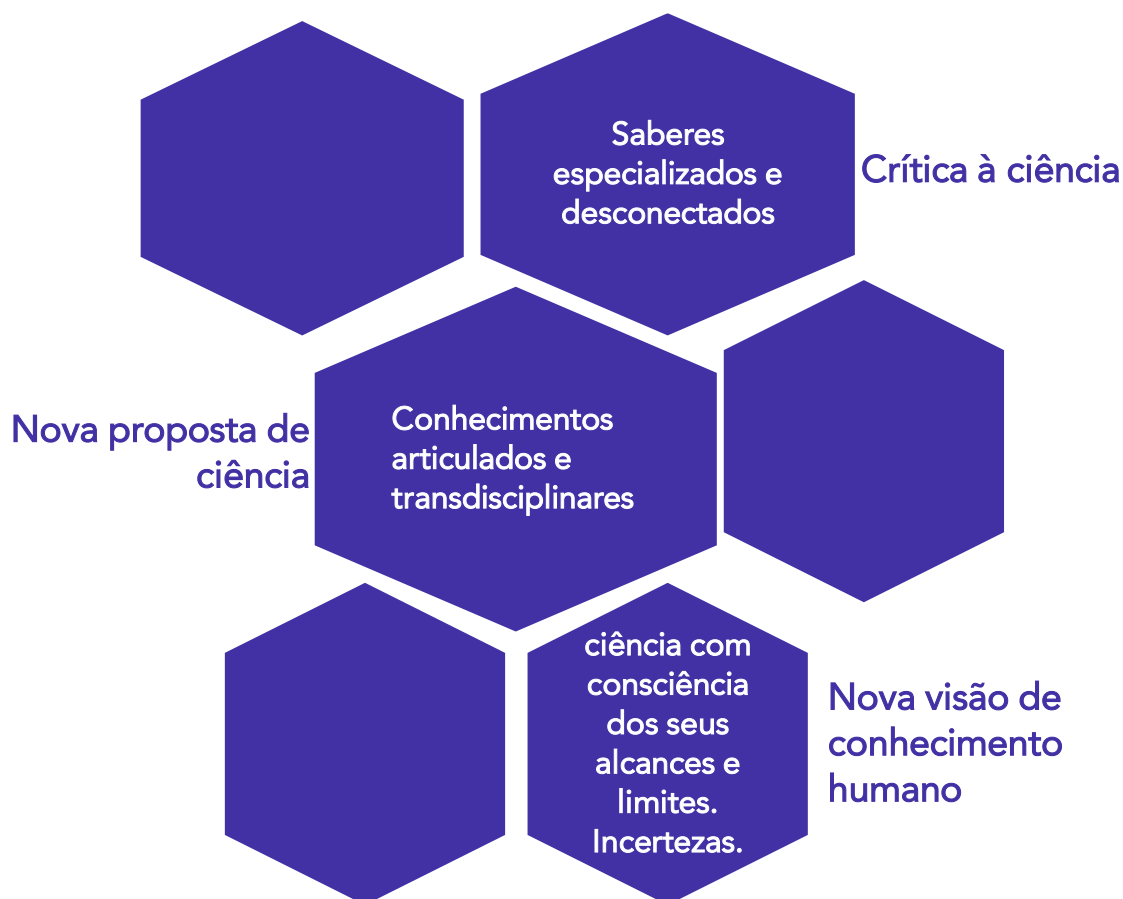 Saberes
especializados e
desconectados
Crítica à ciência
Nova proposta de
ciência
Conhecimentos
articulados e
transdisciplinares
ciência com
consciência
dos seus
alcances e
limites.
Incertezas.
Nova visão de
conhecimento
humano